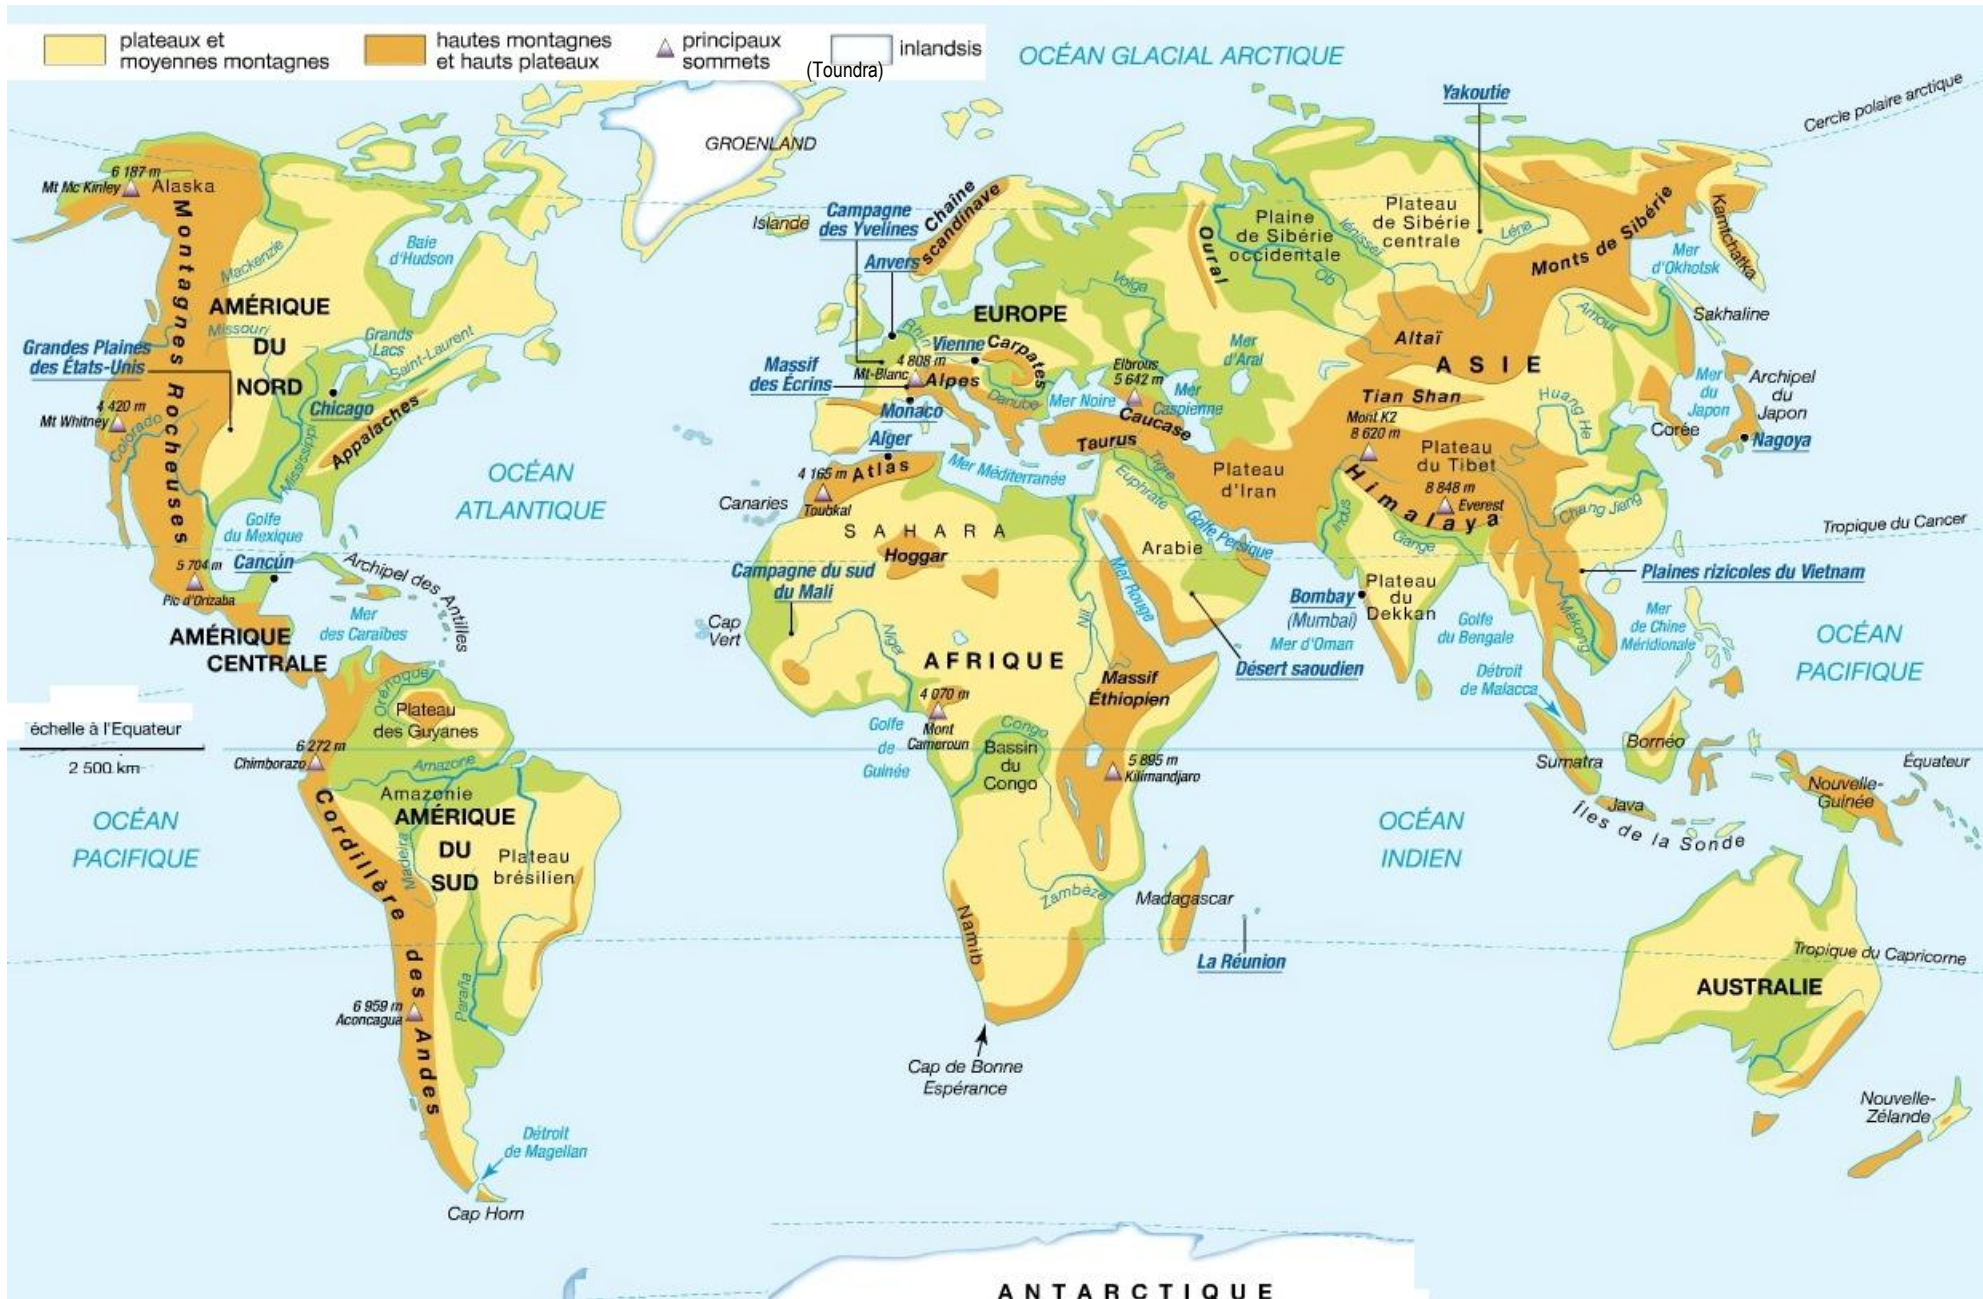 plateaux et
moyennes montagnes
hautes montagnes
et hauts plateaux
principaux
sommets
(Toundra)
inlandsis
OCÉAN GLACIAL ARCTIQUE
Yakoutie
Cercle polaire arctique
GROENLAND
6 187 m
Mt Mc Kinley
Alaska
Montagnes Rocheuses
Mackenzie
Baie
d'Hudson
Islande
Campagne
des Yvelines
Chaîne
scandinave
Anvers
Oural
Plaine
de Sibérie
occidentale
Iénisseï
Ob
Plateau
de Sibérie
centrale
Léna
Monts de Sibérie
Kamtchatka
Mer
d'Okhotsk
AMÉRIQUE
DU
NORD
Missouri
Grands
Lacs
Saint-Laurent
Grandes Plaines
des États-Unis
Chicago
Appalaches
4 420 m
Mt Whitney
Colorado
Mississippi
EUROPE
Volga
Rhin
Vienne
Carpates
4 808 m
Mt-Blanc
Alpes
Massif
des Écrins
Monaco
Danube
Mer Noire
Elbrous
5 642 m
Caucase
Mer
Caspienne
Mer
d'Aral
Altaï
ASIE
Amour
Sakhaline
Tian Shan
Mont K2
8 620 m
Huang He
Mer
du
Japon
Archipel
du
Japon
Corée
Nagoya
Alger
4 165 m
Atlas
Toubkal
Canaries
Mer Méditerranée
Taurus
Tigre
Euphrate
Plateau
d'Iran
Plateau
du Tibet
8 848 m
Everest
Himalaya
Indus
Gange
Chang Jiang
OCÉAN
ATLANTIQUE
Golfe
du Mexique
Cancún
5 704 m
Pic d'Orizaba
Archipel des Antilles
Mer
des Caraïbes
AMÉRIQUE
CENTRALE
SAHARA
Hoggar
Arabie
Golfe Persique
Mer Rouge
Nil
Campagne du sud
du Mali
Cap
Vert
Niger
AFRIQUE
Massif
Éthiopien
Désert saoudien
Bombay
(Mumbai)
Mer d'Oman
Plateau
du
Dekkan
Golfe
du Bengale
Tropique du Cancer
Plaines rizicoles du Vietnam
Mékong
Mer
de Chine
Méridionale
Détroit
de Malacca
OCÉAN
PACIFIQUE
échelle à l'Equateur
2 500 km
Orénoque
Plateau
des Guyanes
6 272 m
Chimborazo
Amazone
Amazonie
4 070 m
Mont
Cameroun
Golfe
de
Guinée
Congo
Bassin
du
Congo
5 895 m
Kilimandjaro
Sumatra
Bornéo
Java
Îles de la Sonde
Nouvelle-
Guinée
Équateur
OCÉAN
PACIFIQUE
Cordillère des Andes
AMÉRIQUE
DU
SUD
Madeira
Plateau
brésilien
Paraña
6 959 m
Aconcagua
Namib
Zambèze
Madagascar
La Réunion
OCÉAN
INDIEN
Tropique du Capricorne
AUSTRALIE
Cap de Bonne
Espérance
Nouvelle-
Zélande
Détroit
de Magellan
Cap Horn
ANTARCTIQUE